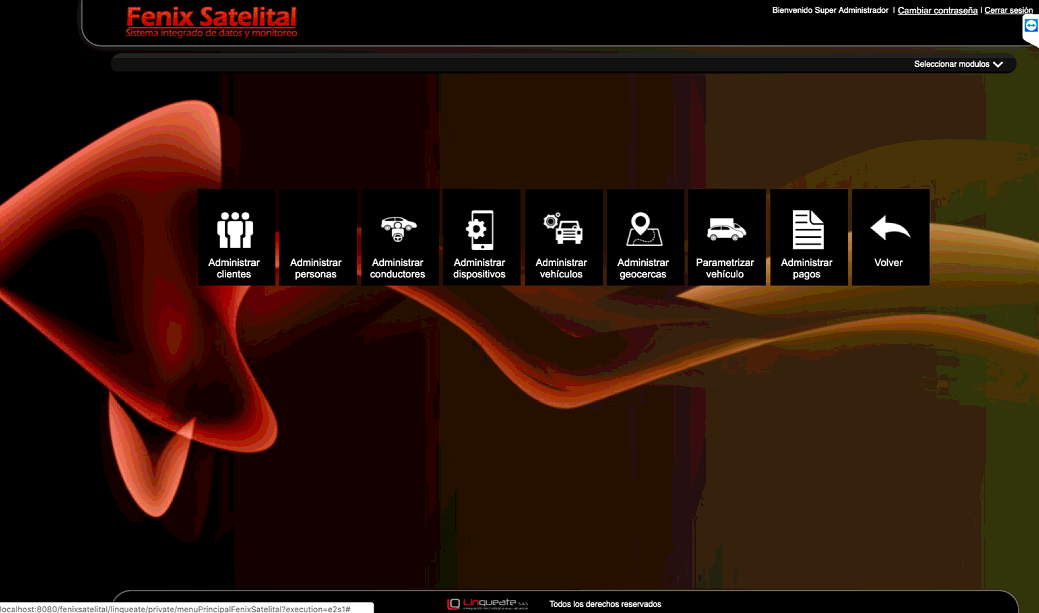 Fenix Satelital
Sistema integrado de datos y monitoreo
Bienvenido Super Administrador | Cambiar contraseña | Cerrar sesión
Seleccionar modulos
Administrar clientes
Administrar personas
Administrar conductores
Administrar dispositivos
Administrar vehículos
Administrar geocercas
Parametrizar vehículo
Administrar pagos
Volver
Linqueate
Todos los derechos reservados
localhost:8080/fenixsatelital/linqueate/private/menuPrincipalFenixSatelital?execution=e2s1#